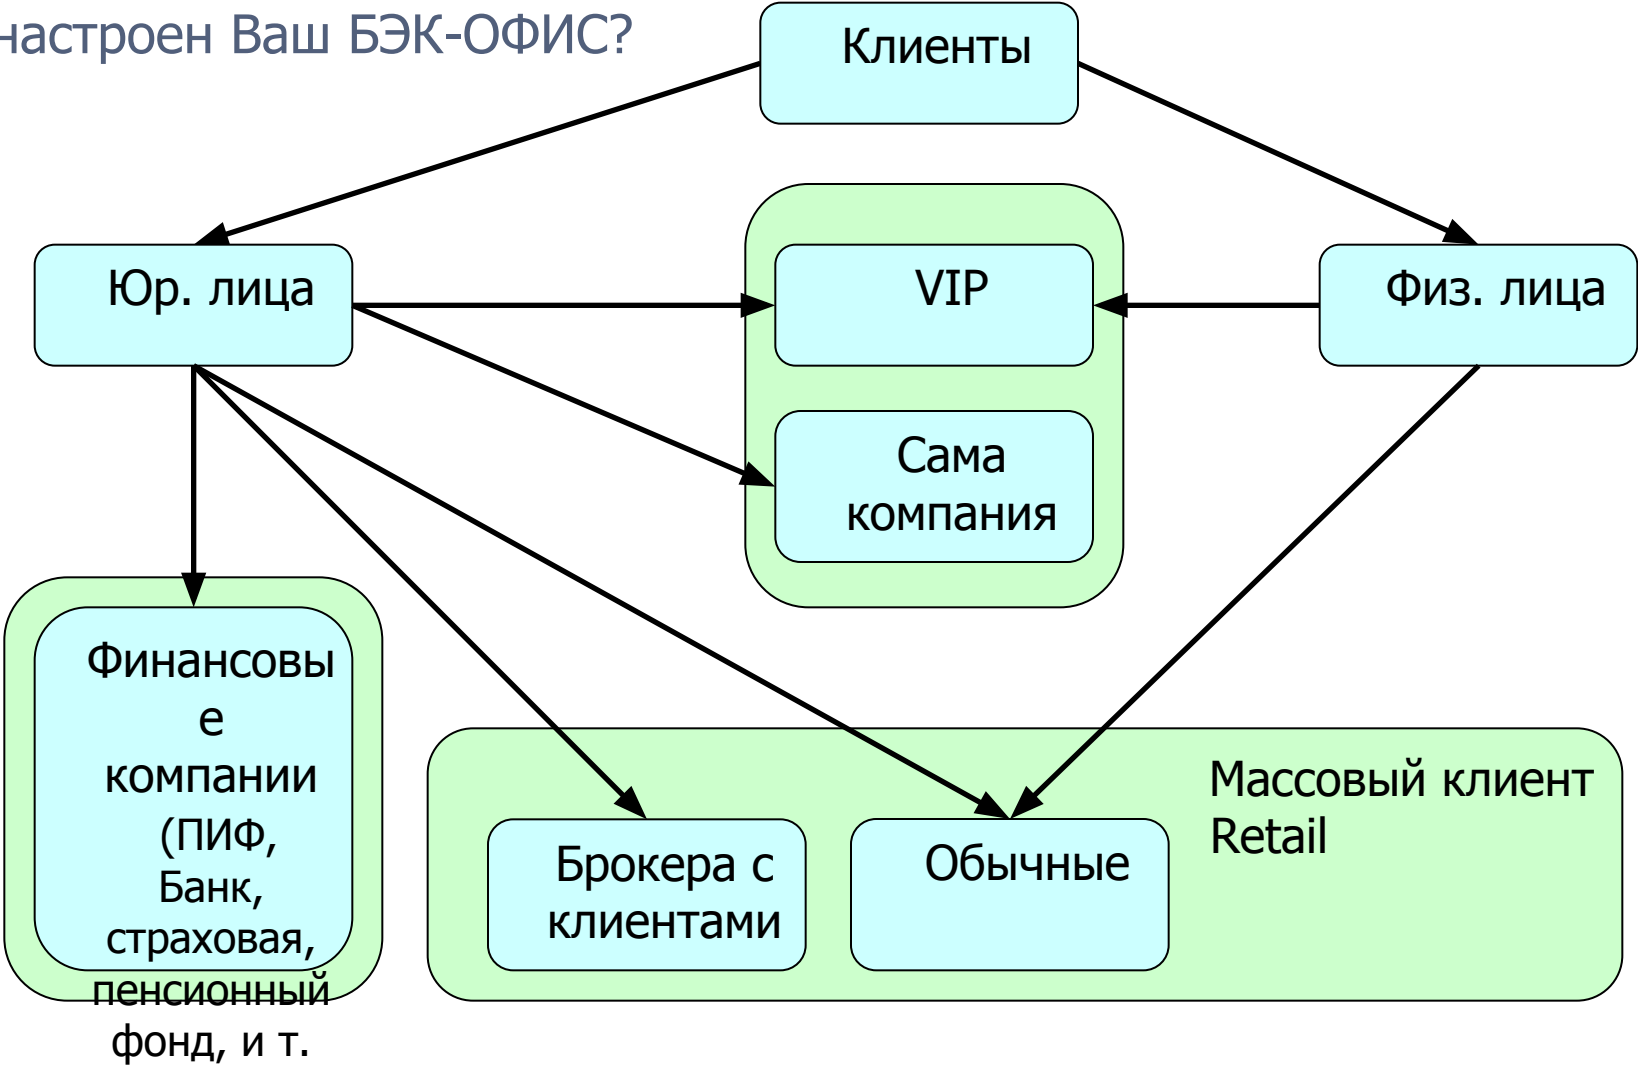 настроен Ваш БЭК-ОФИС?
Клиенты
Юр. лица
VIP
Физ. лица
Сама
компания
Финансовы
е
компании
(ПИФ,
Банк,
страховая,
пенсионный
фонд, и т.
Массовый клиент
Retail
Брокера с
клиентами
Обычные